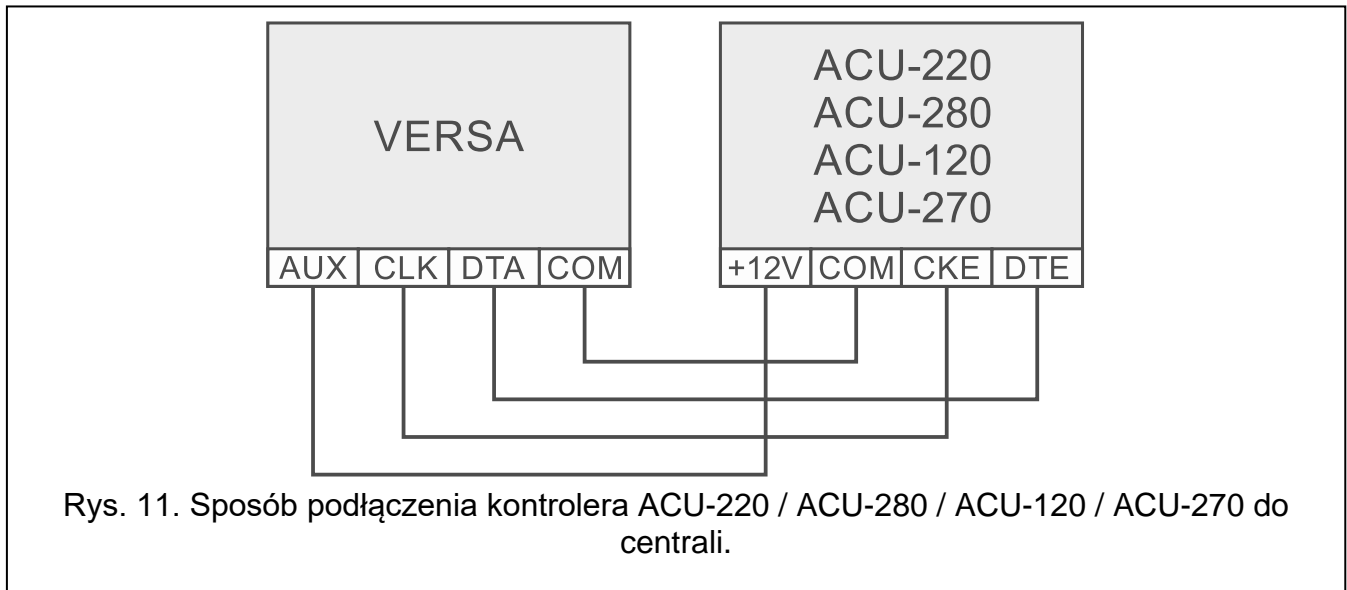 VERSA
AUX CLK DTA COM
ACU-220
ACU-280
ACU-120
ACU-270
+12V COM CKE DTE
Rys. 11. Sposób podłączenia kontrolera ACU-220 / ACU-280 / ACU-120 / ACU-270 do
centrali.